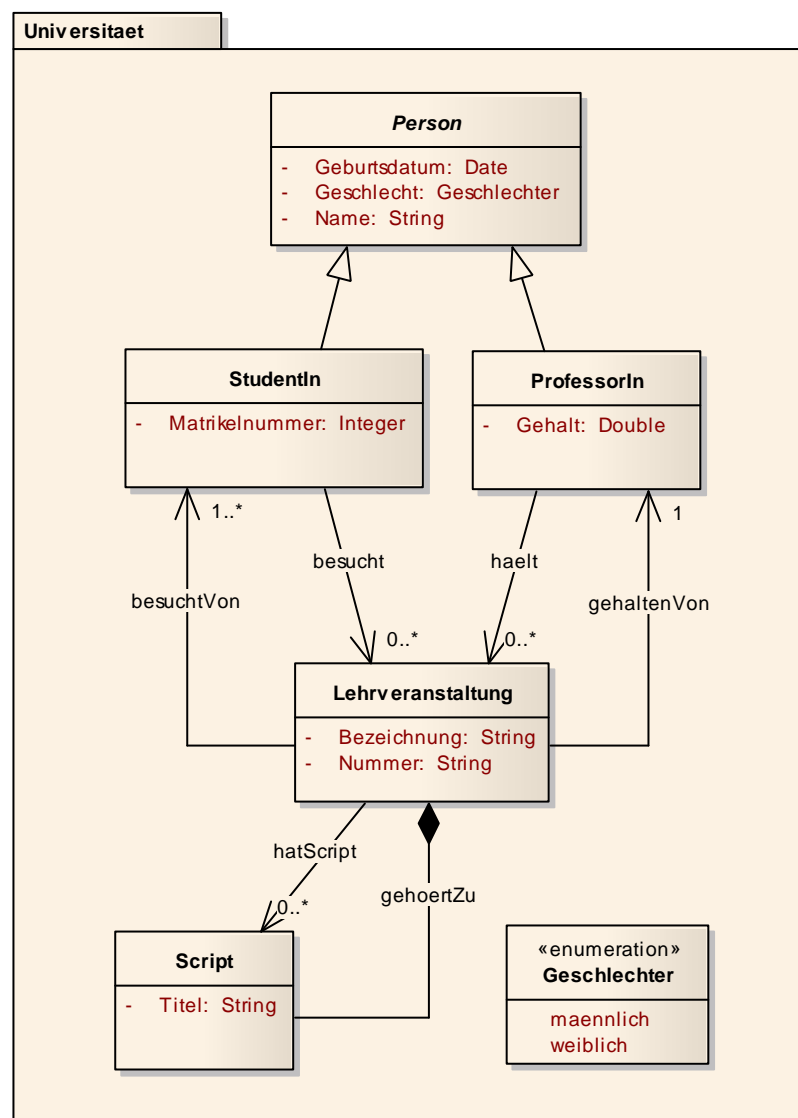 Universitaet
Person
- Geburtsdatum: Date
- Geschlecht: Geschlechter
- Name: String
StudentIn
- Matrikelnummer: Integer
ProfessorIn
- Gehalt: Double
1..*
1
besucht
haelt
besuchtVon
gehaltenVon
0..*
0..*
Lehrveranstaltung
- Bezeichnung: String
- Nummer: String
hatScript
gehoertZu
0..*
Script
- Titel: String
«enumeration»
Geschlechter
maennlich
weiblich